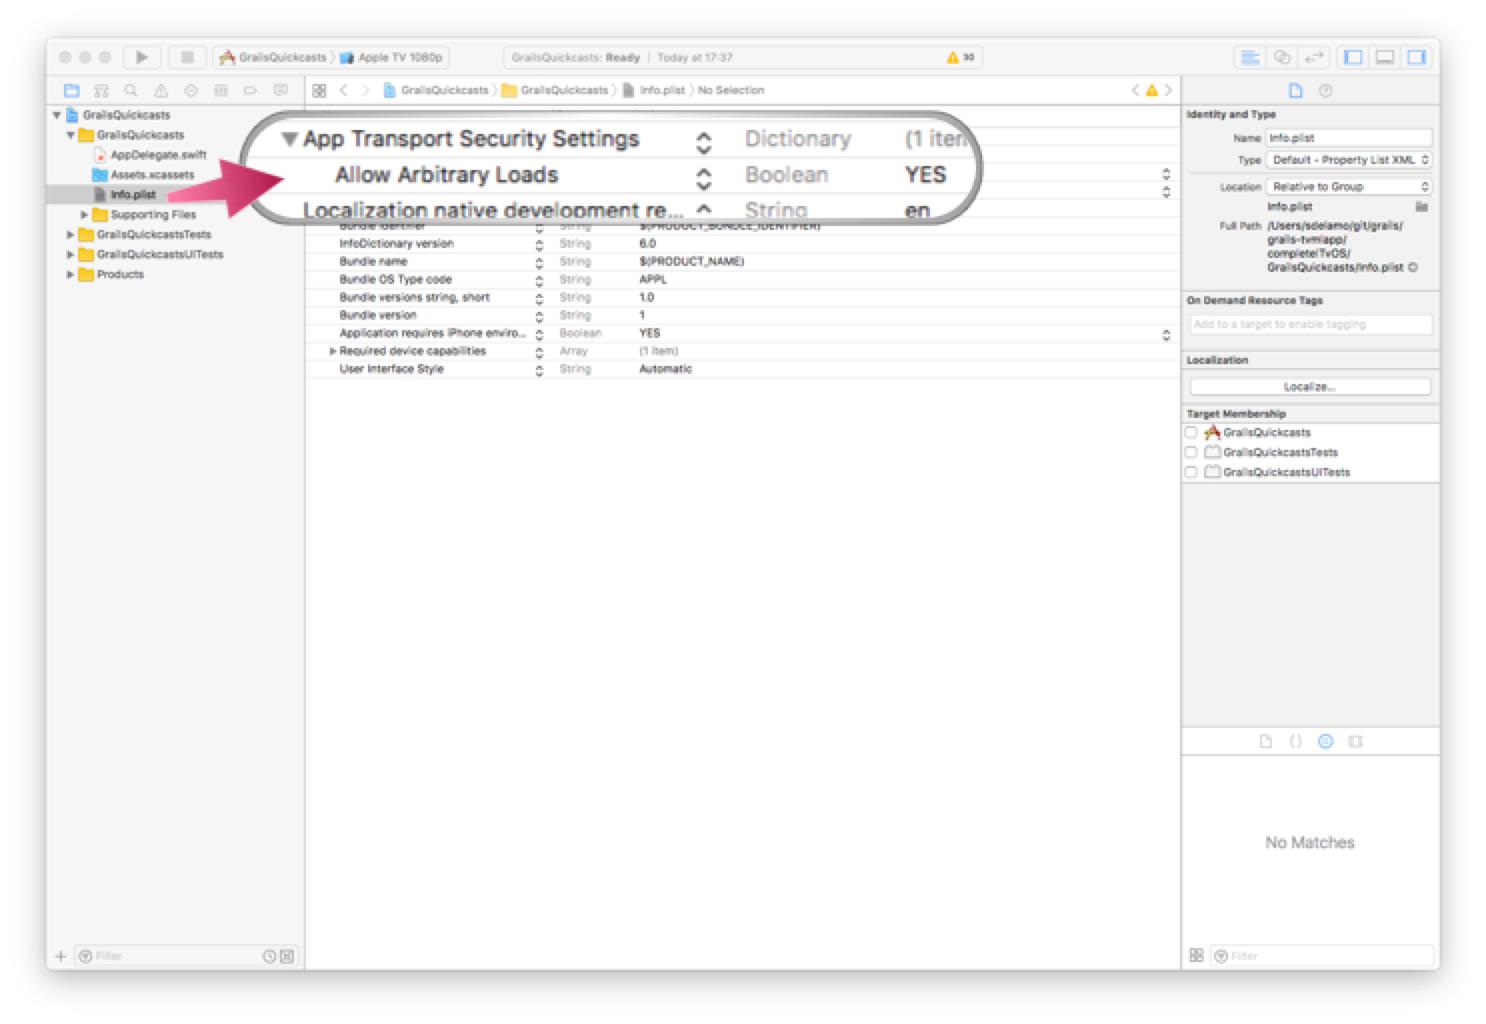 GrailsQuickcasts Apple TV 1080p
GrailsQuickcasts: Ready | Today at 17:37
30
GrailsQuickcasts GrailsQuickcasts Info.plist No Selection
GrailsQuickcasts
GrailsQuickcasts
AppDelegate.swift
Assets.xcassets
Info.plist
Supporting Files
GrailsQuickcastsTests
GrailsQuickcastsUITests
Products
Filter
App Transport Security Settings Dictionary (1 item
Allow Arbitrary Loads Boolean YES
Localization native development re... String en
Bundle identifier String $(PRODUCT_BUNDLE_IDENTIFIER)
InfoDictionary version String 6.0
Bundle name String $(PRODUCT_NAME)
Bundle OS Type code String APPL
Bundle versions string, short String 1.0
Bundle version String 1
Application requires iPhone enviro... Boolean YES
Required device capabilities Array (1 item)
User Interface Style String Automatic
Identity and Type
Name Info.plist
Type Default - Property List XML
Location Relative to Group
Info.plist
Full Path /Users/sdelamo/git/grails/
grails-tvmlapp/
complete/TvOS/
GrailsQuickcasts/Info.plist
On Demand Resource Tags
Add to a target to enable tagging
Localization
Localize...
Target Membership
GrailsQuickcasts
GrailsQuickcastsTests
GrailsQuickcastsUITests
No Matches
Filter